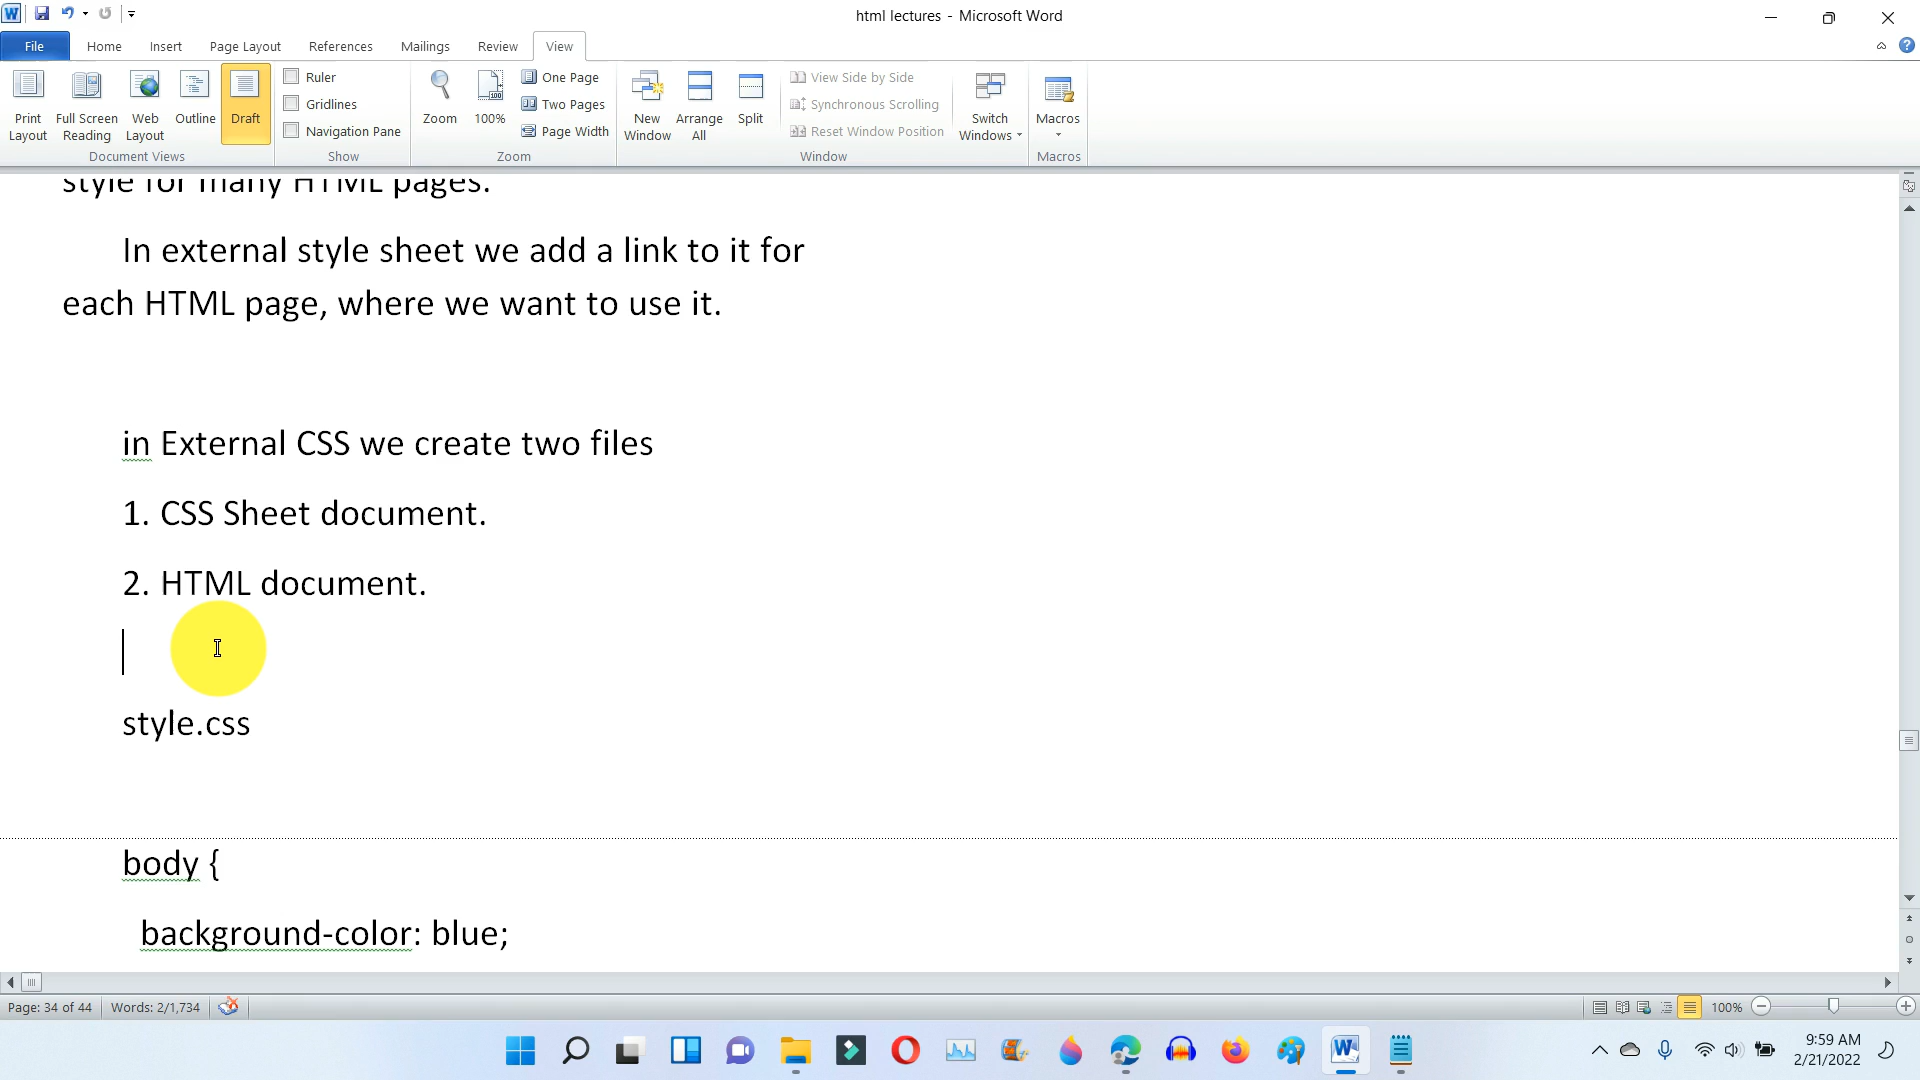 html lectures - Microsoft Word
File Home Insert Page Layout References Mailings Review View
Print Layout
Full Screen Reading
Web Layout
Outline
Draft
Document Views
Ruler
Gridlines
Navigation Pane
Show
Zoom
100%
One Page
Two Pages
Page Width
Zoom
New Window
Arrange All
Split
View Side by Side
Synchronous Scrolling
Reset Window Position
Switch Windows
Window
Macros
Macros
style for many HTML pages.
In external style sheet we add a link to it for
each HTML page, where we want to use it.
in External CSS we create two files
1. CSS Sheet document.
2. HTML document.
style.css
body {
background-color: blue;
Page: 34 of 44 Words: 2/1,734 100%
9:59 AM
2/21/2022